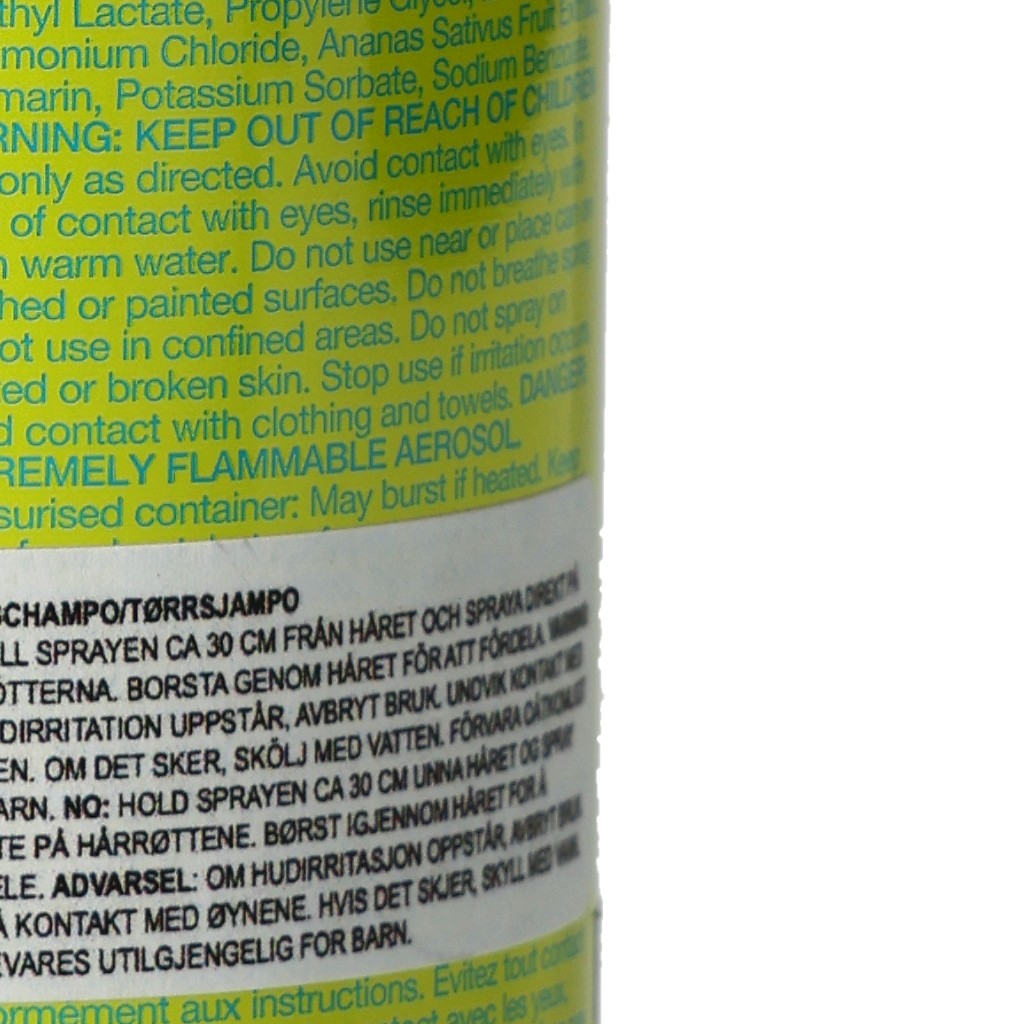 thyl Lactate, Propylene Glycol,
monium Chloride, Ananas Sativus Fruit
marin, Potassium Sorbate, Sodium Benzoate,
RNING: KEEP OUT OF REACH OF CHILDREN
only as directed. Avoid contact with eyes. In
of contact with eyes, rinse immediately with
warm water. Do not use near or place can on
hed or painted surfaces. Do not breathe spray
ot use in confined areas. Do not spray on
ed or broken skin. Stop use if irritation occurs
d contact with clothing and towels. DANGER
REMELY FLAMMABLE AEROSOL
surised container: May burst if heated. Keep
SCHAMPO/TØRRSJAMPO
LL SPRAYEN CA 30 CM FRÅN HÅRET OCH SPRAYA DIREKT PÅ
ÖTTERNA. BORSTA GENOM HÅRET FÖR ATT FÖRDELA.
DIRRITATION UPPSTÅR, AVBRYT BRUK. UNDVIK KONTAKT MED
EN. OM DET SKER, SKÖLJ MED VATTEN. FÖRVARA OÅTKOMLIGT
ARN. NO: HOLD SPRAYEN CA 30 CM UNNA HÅRET OG SPRAY
TE PÅ HÅRRØTTENE. BØRST IGJENNOM HÅRET FOR Å
ELE. ADVARSEL: OM HUDIRRITASJON OPPSTÅR, AVBRYT BRUK.
Å KONTAKT MED ØYNENE. HVIS DET SKJER, SKYLL MED VANN.
EVARES UTILGJENGELIG FOR BARN.
ormément aux instructions. Évitez tout contact
avec les yeux,